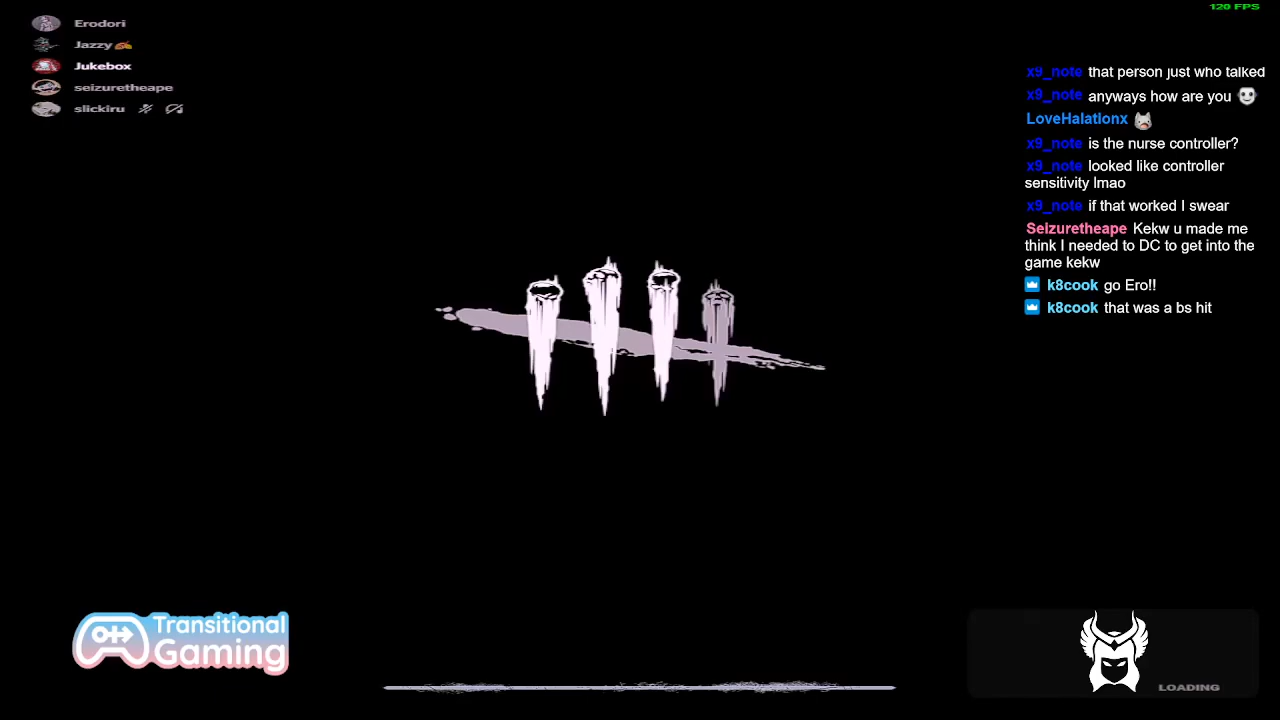 120 FPS
Erodori
Jazzy
Jukebox
seizuretheape
slickiru
x9_note that person just who talked
x9_note anyways how are you
LoveHalationx
x9_note is the nurse controller?
x9_note looked like controller
sensitivity lmao
x9_note if that worked I swear
Seizuretheape Kekw u made me
think I needed to DC to get into the
game kekw
k8cook go Ero!!
k8cook that was a bs hit
Transitional
Gaming
LOADING